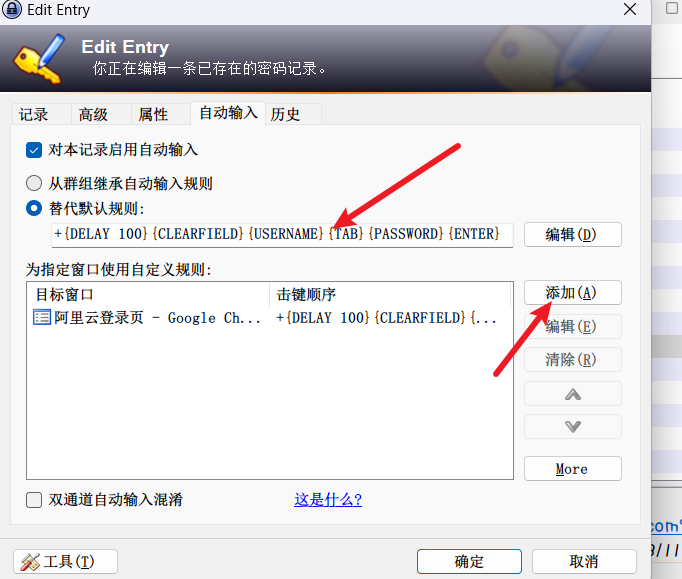 Edit Entry
Edit Entry
你正在编辑一条已存在的密码记录。
记录 高级 属性 自动输入 历史
对本记录启用自动输入
从群组继承自动输入规则
替代默认规则:
+{DELAY 100}{CLEARFIELD}{USERNAME}{TAB}{PASSWORD}{ENTER} 编辑(D)
为指定窗口使用自定义规则:
目标窗口 击键顺序 添加(A)
阿里云登录页 - Google Ch... +{DELAY 100}{CLEARFIELD}{...
编辑(E)
清除(R)
More
双通道自动输入混淆 这是什么?
工具(T) 确定 取消